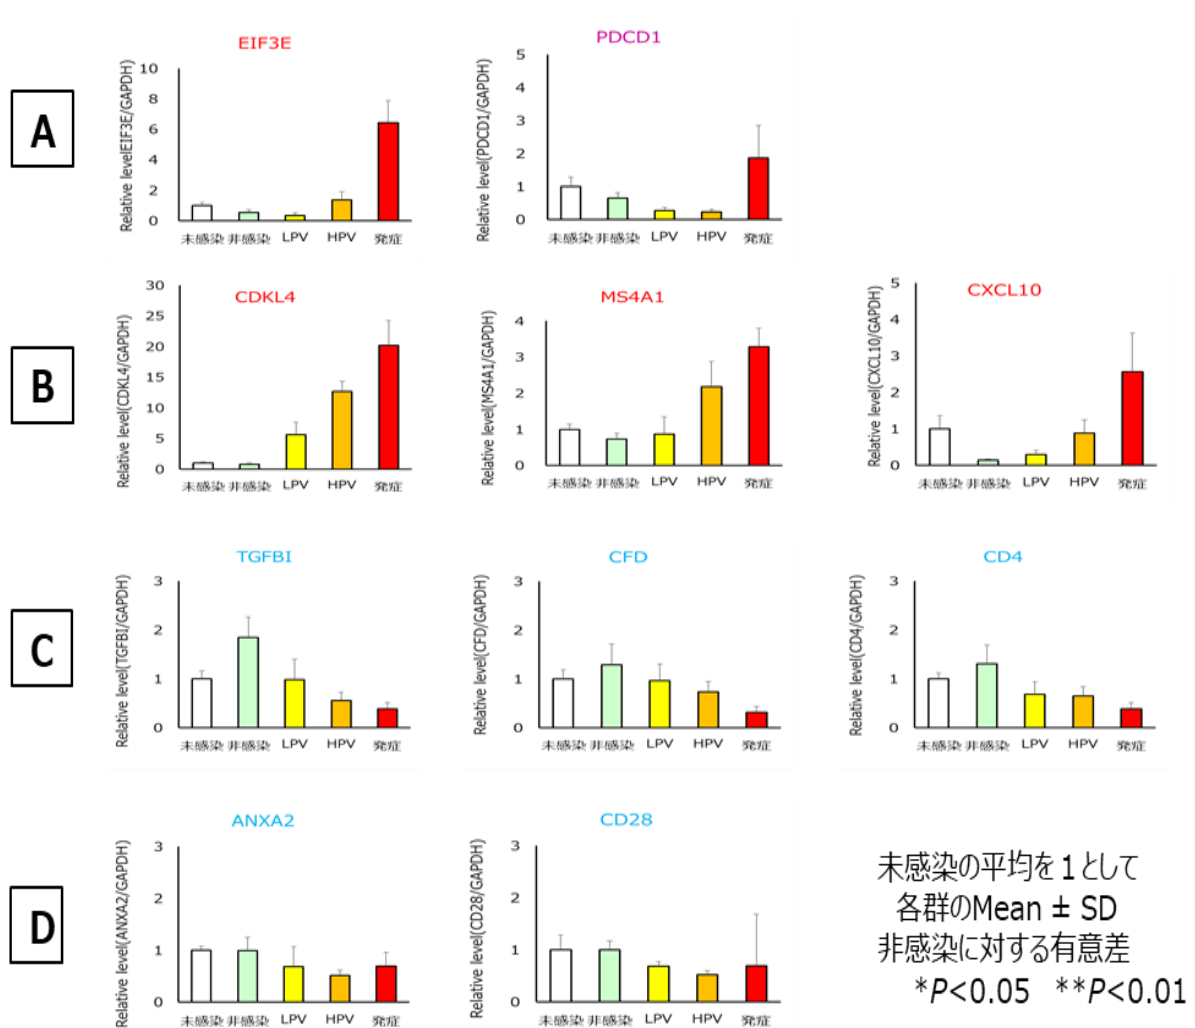 A
EIF3E
Relative levelEIF3E/GAPDH)
10
8
6
4
2
0
未感染 非感染 LPV HPV 発症
PDCD1
Relative level(PDCD1/GAPDH)
5
4
3
2
1
0
未感染 非感染 LPV HPV 発症
B
CDKL4
Relative level(CDKL4/GAPDH)
30
25
20
15
10
5
0
未感染 非感染 LPV HPV 発症
MS4A1
Relative level(MS4A1/GAPDH)
4
3
2
1
0
未感染 非感染 LPV HPV 発症
CXCL10
Relative level(CXCL10/GAPDH)
5
4
3
2
1
0
未感染 非感染 LPV HPV 発症
C
TGFBI
Relative level(TGFBI/GAPDH)
3
2
1
0
未感染 非感染 LPV HPV 発症
CFD
Relative level(CFD/GAPDH)
3
2
1
0
未感染 非感染 LPV HPV 発症
CD4
Relative level(CD4/GAPDH)
3
2
1
0
未感染 非感染 LPV HPV 発症
D
ANXA2
Relative level(ANXA2/GAPDH)
3
2
1
0
未感染 非感染 LPV HPV 発症
CD28
Relative level(CD28/GAPDH)
3
2
1
0
未感染 非感染 LPV HPV 発症
未感染の平均を1として
各群のMean ± SD
非感染に対する有意差
*P<0.05 **P<0.01